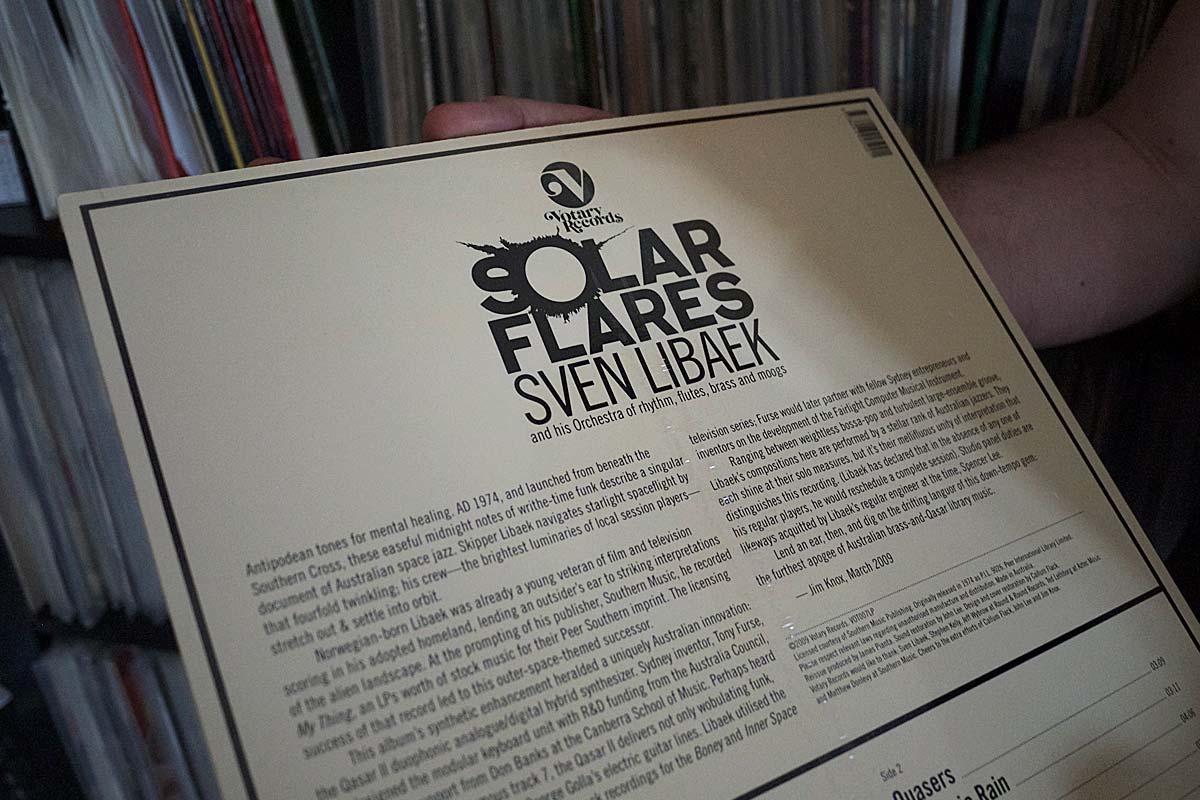 Votary
Records
SOLAR
FLARES
SVEN LIBAEK
and his Orchestra of rhythm, flutes, brass and moogs
Antipodean tones for mental healing. AD 1974, and launched from beneath the
Southern Cross, these easeful midnight notes of writhe-time funk describe a singular
document of Australian space jazz. Skipper Libaek navigates starlight spaceflight by
that fourfold twinkling; his crew—the brightest luminaries of local session players—
stretch out & settle into orbit.
Norwegian-born Libaek was already a young veteran of film and television
scoring in his adopted homeland, lending an outsider's ear to striking interpretations
of the alien landscape. At the prompting of his publisher, Southern Music, he recorded
My Thing, an LPs worth of stock music for their Peer Southern imprint. The licensing
success of that record led to this outer-space-themed successor.
This album's synthetic enhancement heralded a uniquely Australian innovation:
the Qasar II duophonic analogue/digital hybrid synthesizer. Sydney inventor, Tony Furse,
the modular keyboard unit with R&D funding from the Australia Council,
from Don Banks at the Canberra School of Music. Perhaps heard
track 7, the Qasar II delivers not only wobulating funk,
George Golla's electric guitar lines. Libaek utilised the
recordings for the Boney and Inner Space
television series; Furse would later partner with fellow Sydney entrepreneurs and
inventors on the development of the Fairlight Computer Musical Instrument.
Ranging between weightless bossa-pop and turbulent large-ensemble groove,
Libaek's compositions here are performed by a stellar rank of Australian jazzers. They
each shine at their solo measures, but it's their mellifluous unity of interpretation that
distinguishes this recording. (Libaek has declared that in the absence of any one of
his regular players, he would reschedule a complete session). Studio panel duties are
likeways acquitted by Libaek's regular engineer at the time, Spencer Lee.
Lend an ear, then, and dig on the drifting languor of this down-tempo gem:
the furthest apogee of Australian brass-and-Qasar library music.
— Jim Knox, March 2009
©2009 Votary Records. VOT001LP Originally released in 1974 as P.I.L. 9029. Peer International Library Limited.
Licensed courtesy of Southern Music Publishing.
Please respect relevant laws regarding unauthorised manufacture and distribution. Made in Australia.
Reissue produced by James Pianta. Sound restoration by John Lee. Design and cover restoration by Callum Flack.
Votary Records would like to thank: Sven Libaek, Stephen Kelly, Jeff Hollow at Round & Round Records,
and Matthew Donlevy at Southern Music. Cheers to the extra efforts of Callum Flack, John Lee and Jim Knox.
03:09
03:11
Side 2
Quasers
Rain